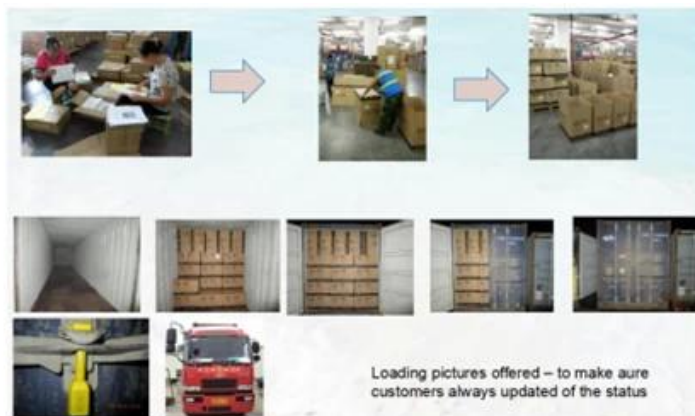 Loading pictures offered – to make aure
customers always updated of the status